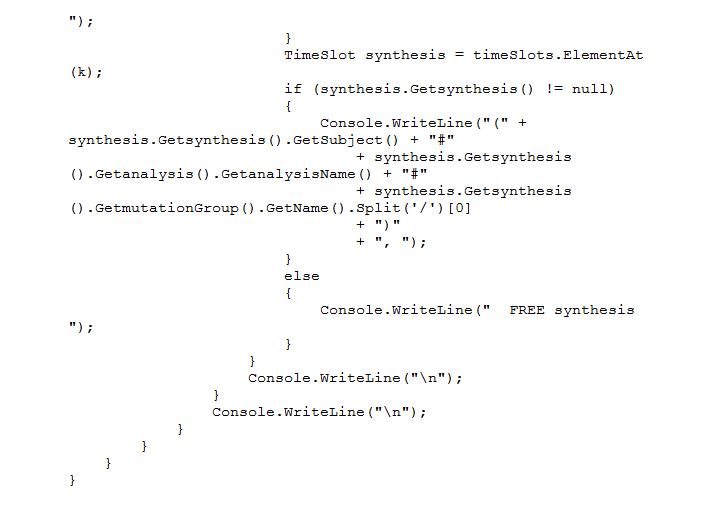 ");
}
TimeSlot synthesis = timeSlots.ElementAt
(k);
if (synthesis.Getsynthesis() != null)
{
Console.WriteLine("(" +
synthesis.Getsynthesis().GetSubject() + "#"
+ synthesis.Getsynthesis
().Getanalysis().GetanalysisName() + "#"
+ synthesis.Getsynthesis
().GetmutationGroup().GetName().Split('/')[0]
+ ")"
+ ", ");
}
else
{
Console.WriteLine("  FREE synthesis
");
}
}
Console.WriteLine("\n");
}
Console.WriteLine("\n");
}
}
}
}